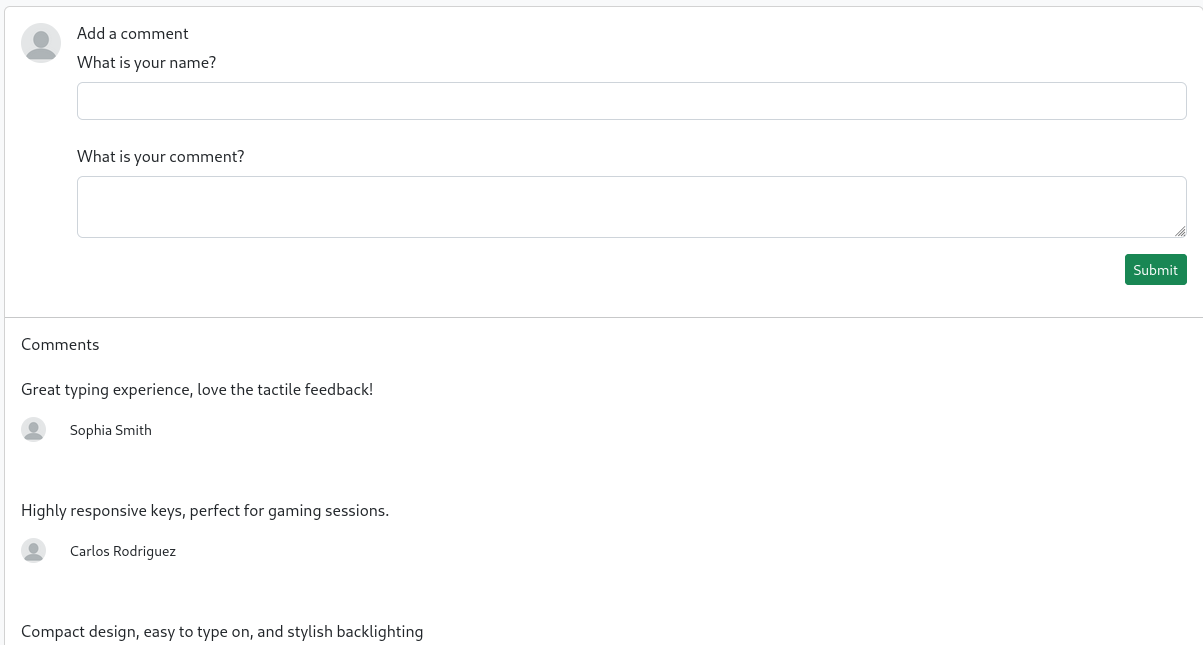 Add a comment
What is your name?
What is your comment?
Submit
Comments
Great typing experience, love the tactile feedback!
Sophia Smith
Highly responsive keys, perfect for gaming sessions.
Carlos Rodriguez
Compact design, easy to type on, and stylish backlighting